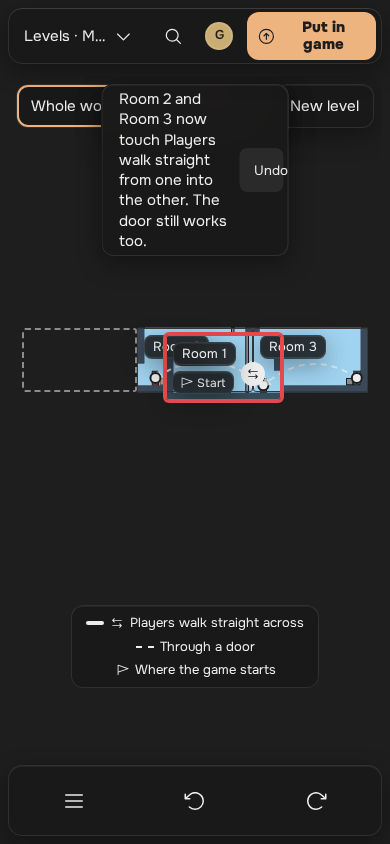 Levels · M...
G
Put in
game
Whole wo
New level
Room 2 and
Room 3 now
touch Players
walk straight
from one into
the other. The
door still works
too.
Undo
Room 1
Room 3
Start
Players walk straight across
Through a door
Where the game starts